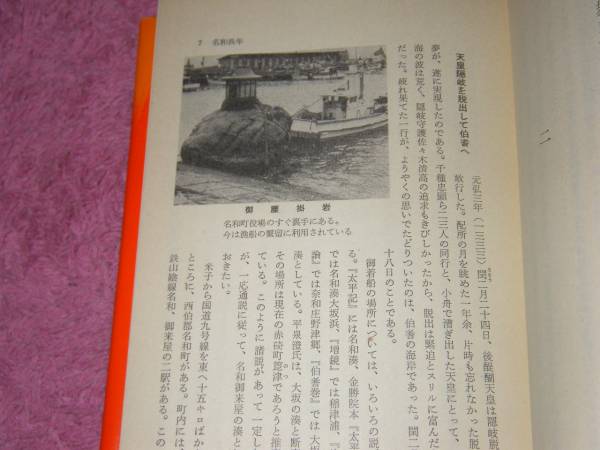 7　名和長年
二
天皇隠岐を脱出して伯耆へ
元弘三年（一三三三）閏二月二十四日、後醍醐天皇は隠岐脱
敢行した。配所の月を眺めた一年余、片時も忘れなかった脱
夢が、遂に実現したのである。千種忠顕ら二三人の同行と、小舟で漕ぎ出した天皇にとって、
海の波は荒く、隠岐守護佐々木清高の追求もきびしかったから、脱出は緊迫とスリルに富んだ
だった。疲れ果てた一行が、ようやくの思いでたどりついたのは、伯耆の海岸であった。閏二
十八日のことである。
御着船の場所については、いろいろの説
る。『太平記』には名和湊、金勝院本『太平
では名和湊大坂浜、『増鏡』では稲津浦、『
論』では奈和庄野津郷、『伯耆巻』では大坂
湊としている。平泉澄氏は、大坂の湊と断定
その場所は現在の赤碕町箆津であろうと推
ている。このように諸説があって一定し
が、一応通説に従って、名和御来屋の湊と
おきたい。
米子から国道九号線を東へ十五キロばか
ところに、西伯郡名和町がある。町内には
鉄山陰線名和、御来屋の二駅がある。この
御腰掛岩
名和町役場のすぐ裏手にある。
今は漁船の繋留に利用されている